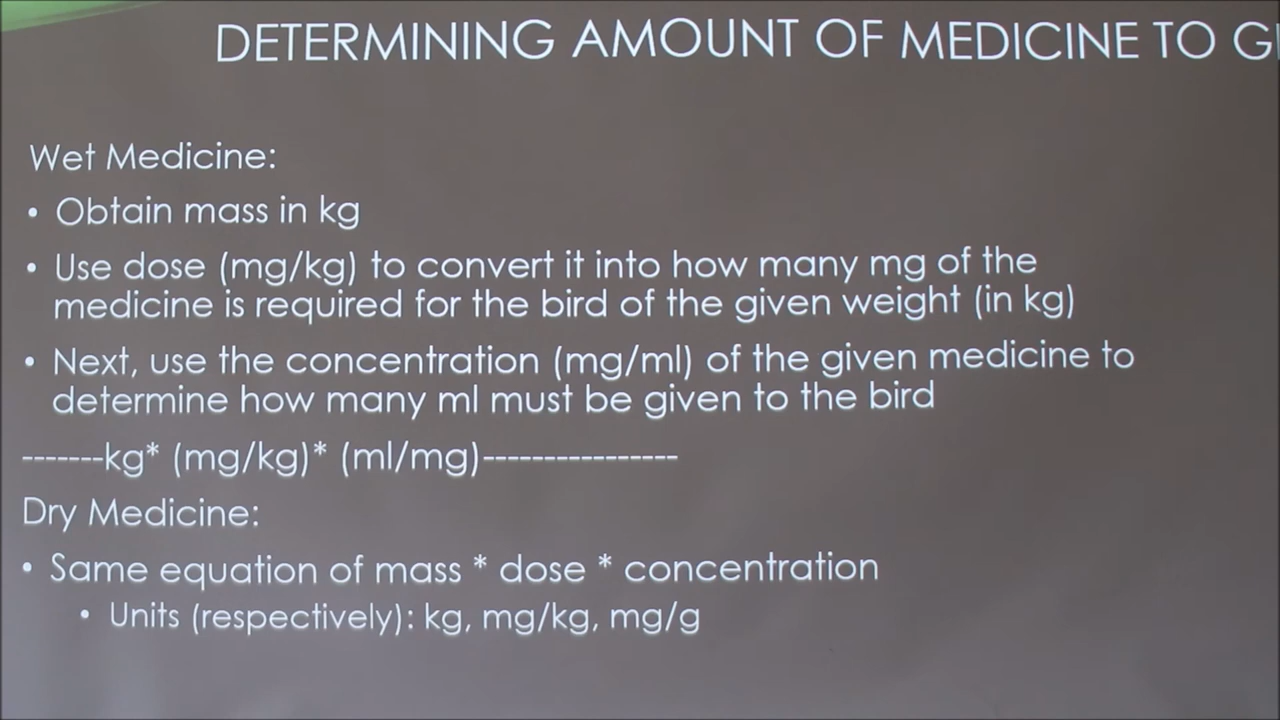 DETERMINING AMOUNT OF MEDICINE TO
Wet Medicine:
• Obtain mass in kg
• Use dose (mg/kg) to convert it into how many mg of the
medicine is required for the bird of the given weight (in kg)
• Next, use the concentration (mg/ml) of the given medicine to
determine how many ml must be given to the bird
-------kg* (mg/kg)* (ml/mg)----------------
Dry Medicine:
• Same equation of mass * dose * concentration
• Units (respectively): kg, mg/kg, mg/g